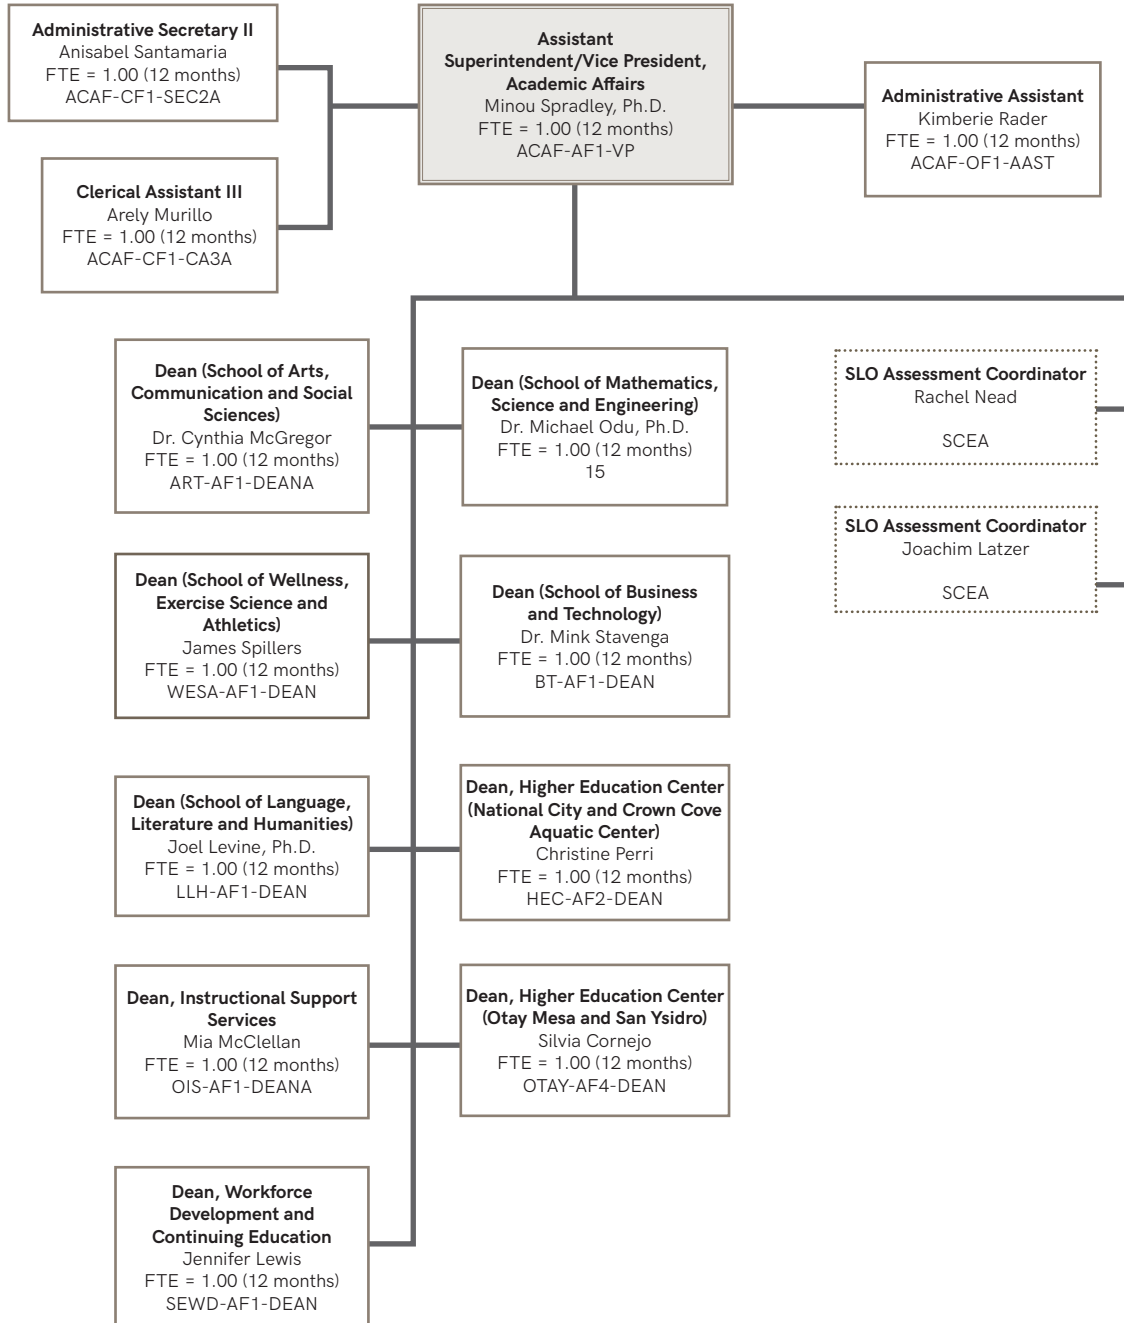 Administrative Secretary II
Anisabel Santamaria
FTE = 1.00 (12 months)
ACAF-CF1-SEC2A
Assistant
Superintendent/Vice President,
Academic Affairs
Minou Spradley, Ph.D.
FTE = 1.00 (12 months)
ACAF-AF1-VP
Administrative Assistant
Kimberie Rader
FTE = 1.00 (12 months)
ACAF-OF1-AAST
Clerical Assistant III
Arely Murillo
FTE = 1.00 (12 months)
ACAF-CF1-CA3A
Dean (School of Arts,
Communication and Social
Sciences)
Dr. Cynthia McGregor
FTE = 1.00 (12 months)
ART-AF1-DEANA
Dean (School of Mathematics,
Science and Engineering)
Dr. Michael Odu, Ph.D.
FTE = 1.00 (12 months)
15
SLO Assessment Coordinator
Rachel Nead
SCEA
SLO Assessment Coordinator
Joachim Latzer
SCEA
Dean (School of Wellness,
Exercise Science and
Athletics)
James Spillers
FTE = 1.00 (12 months)
WESA-AF1-DEAN
Dean (School of Business
and Technology)
Dr. Mink Stavenga
FTE = 1.00 (12 months)
BT-AF1-DEAN
Dean (School of Language,
Literature and Humanities)
Joel Levine, Ph.D.
FTE = 1.00 (12 months)
LLH-AF1-DEAN
Dean, Higher Education Center
(National City and Crown Cove
Aquatic Center)
Christine Perri
FTE = 1.00 (12 months)
HEC-AF2-DEAN
Dean, Instructional Support
Services
Mia McClellan
FTE = 1.00 (12 months)
OIS-AF1-DEANA
Dean, Higher Education Center
(Otay Mesa and San Ysidro)
Silvia Cornejo
FTE = 1.00 (12 months)
OTAY-AF4-DEAN
Dean, Workforce
Development and
Continuing Education
Jennifer Lewis
FTE = 1.00 (12 months)
SEWD-AF1-DEAN